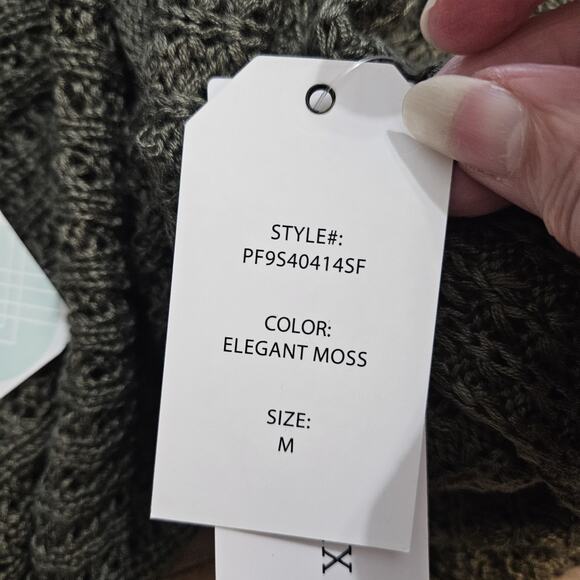 STYLE#:
PF9S40414SF
COLOR:
ELEGANT MOSS
SIZE:
M
X